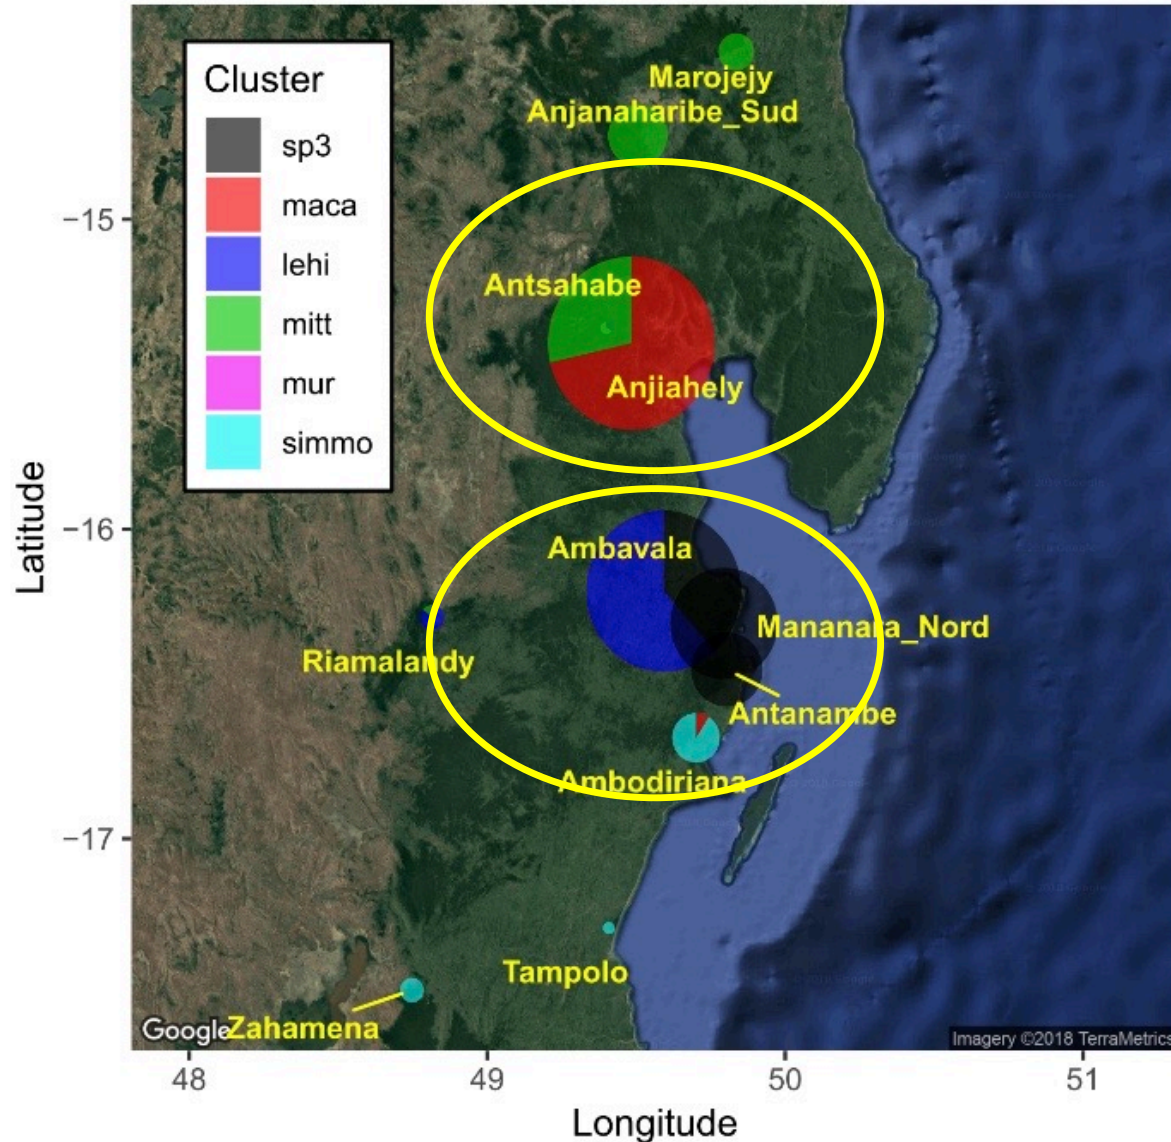 Cluster
sp3
maca
lehi
mitt
mur
simmo
Marojejy
Anjanaharibe_Sud
Antsahabe
Anjiahely
Ambavala
Mananara_Nord
Riamalandy
Antanambe
Ambodiriana
Tampolo
Zahamena
Google
Imagery ©2018 TerraMetrics
Latitude
−15
−16
−17
48
49
50
51
Longitude